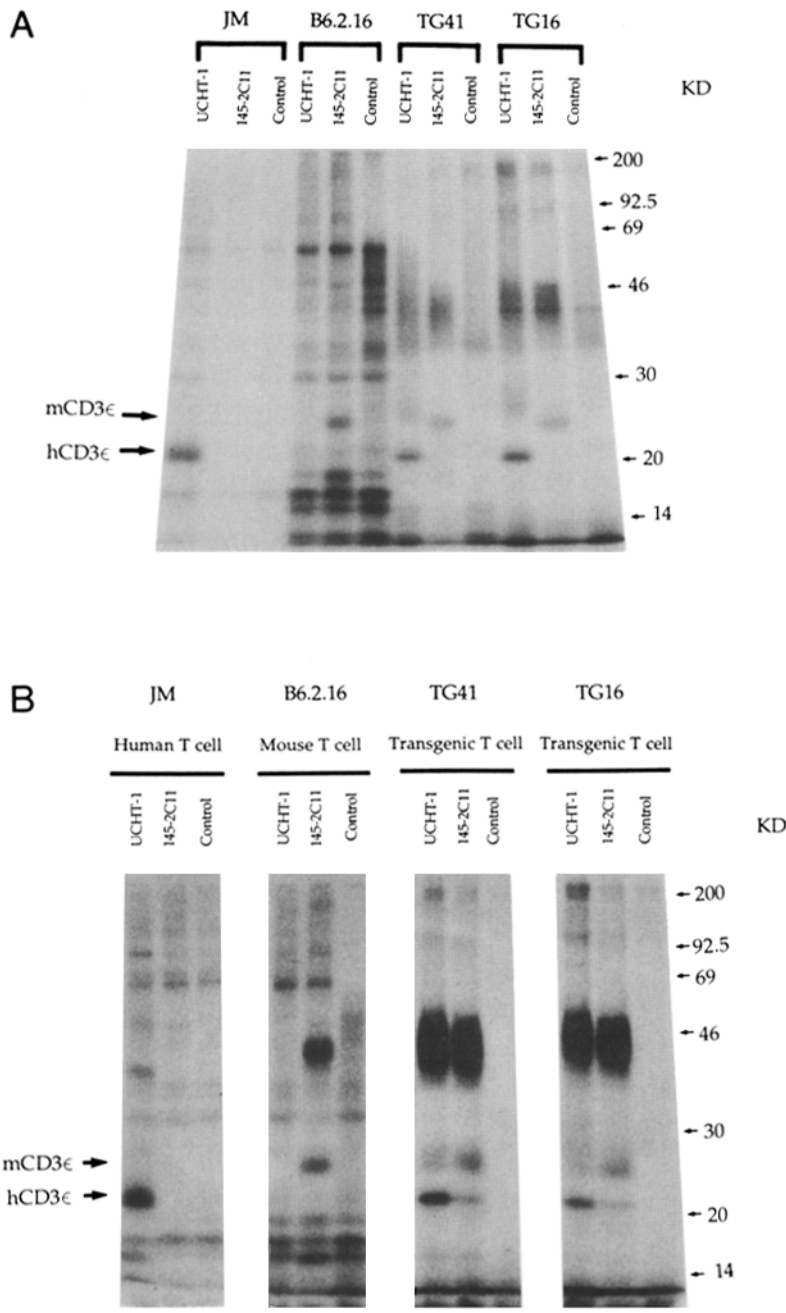 A
JM B6.2.16 TG41 TG16
UCHT-1 145-2C11 Control UCHT-1 145-2C11 Control UCHT-1 145-2C11 Control UCHT-1 145-2C11 Control
KD
200
92.5
69
46
30
mCD3ϵ
hCD3ϵ
20
14
B
JM B6.2.16 TG41 TG16
Human T cell Mouse T cell Transgenic T cell Transgenic T cell
UCHT-1 145-2C11 Control UCHT-1 145-2C11 Control UCHT-1 145-2C11 Control UCHT-1 145-2C11 Control
KD
200
92.5
69
46
30
mCD3ϵ
hCD3ϵ
20
14